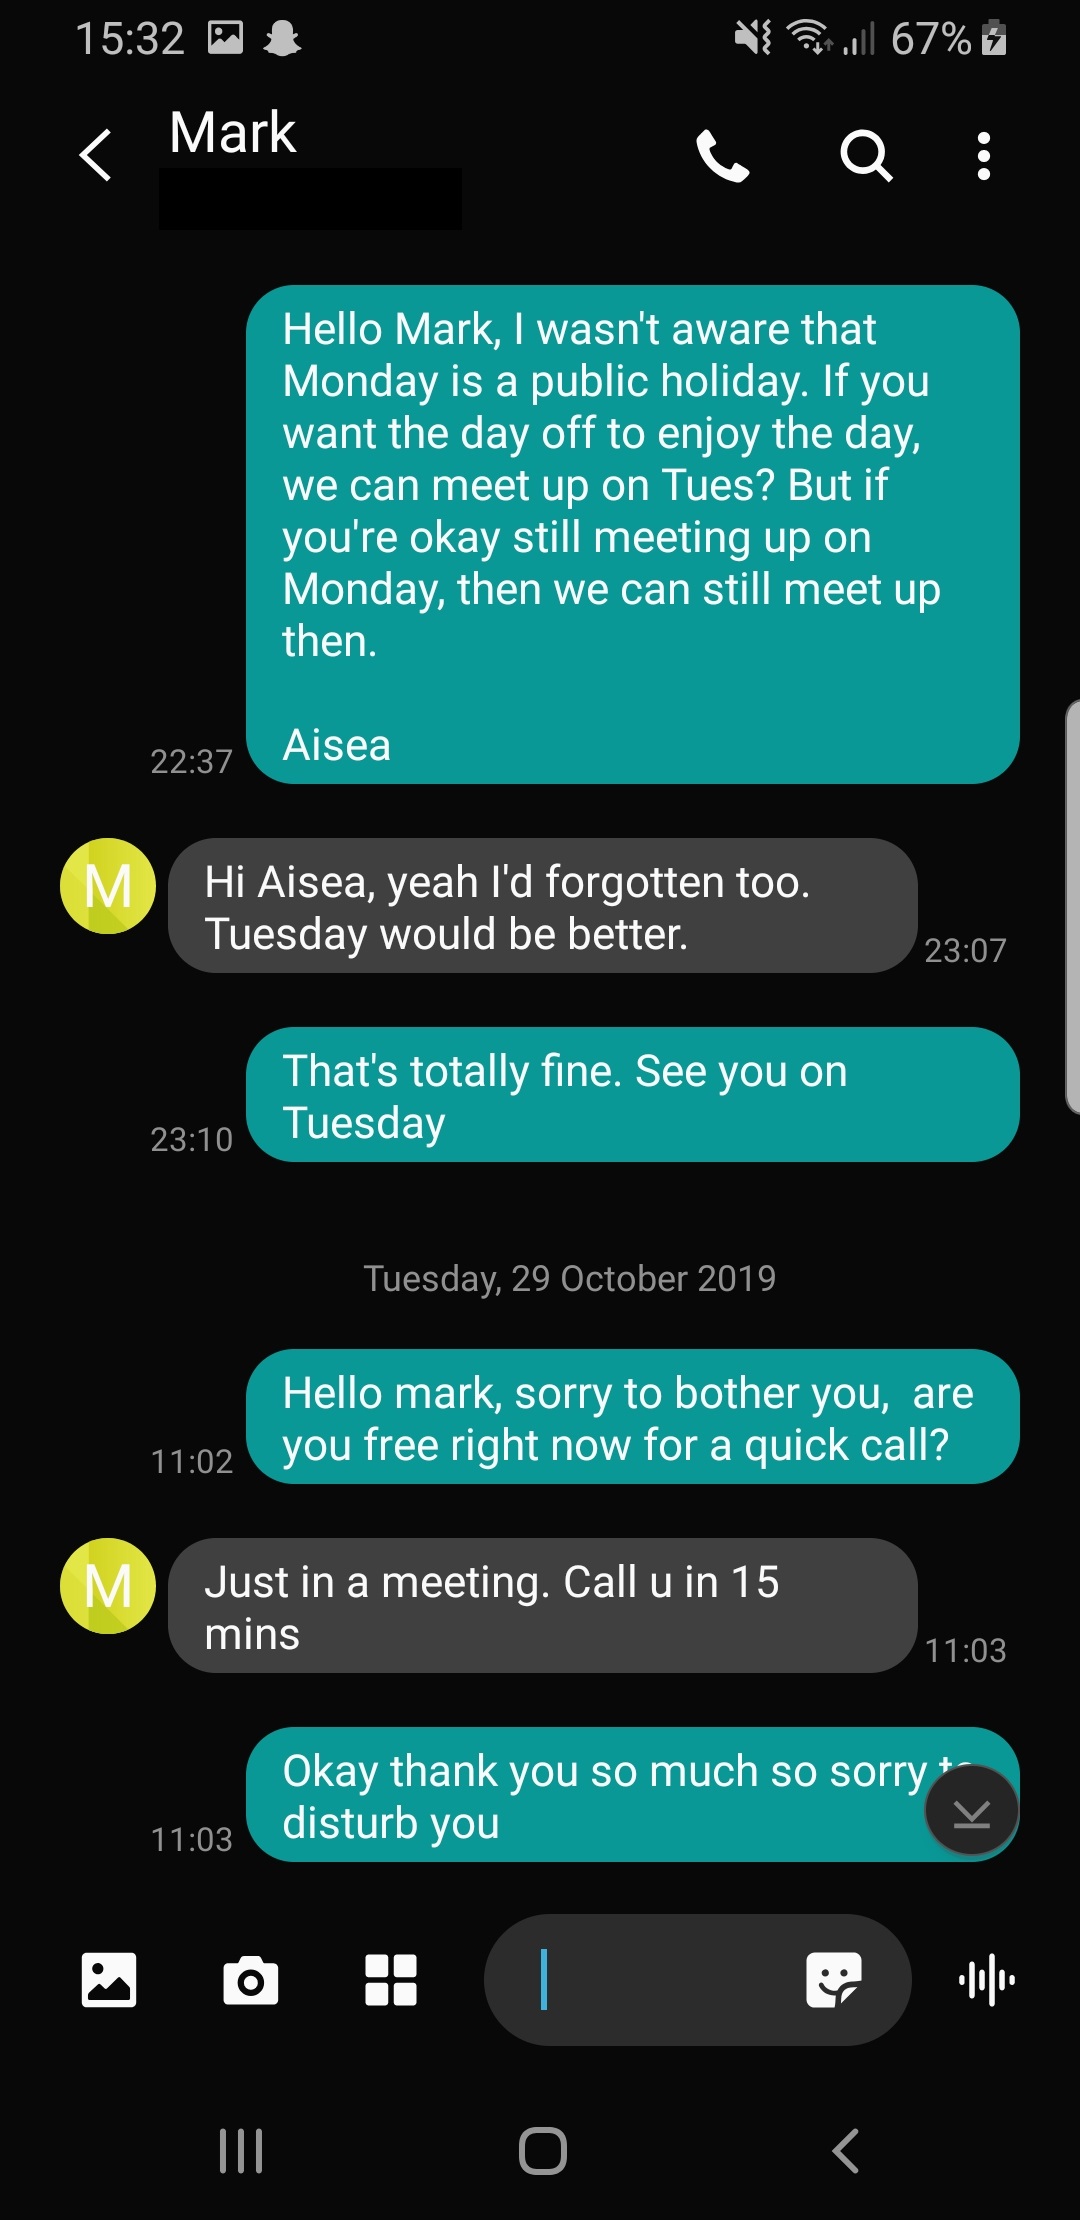 15:32 67%
Mark
Hello Mark, I wasn't aware that
Monday is a public holiday. If you
want the day off to enjoy the day,
we can meet up on Tues? But if
you're okay still meeting up on
Monday, then we can still meet up
then.
Aisea
22:37
M
Hi Aisea, yeah I'd forgotten too.
Tuesday would be better.
23:07
That's totally fine. See you on
Tuesday
23:10
Tuesday, 29 October 2019
Hello mark, sorry to bother you,  are
you free right now for a quick call?
11:02
M
Just in a meeting. Call u in 15
mins
11:03
Okay thank you so much so sorry
disturb you
11:03